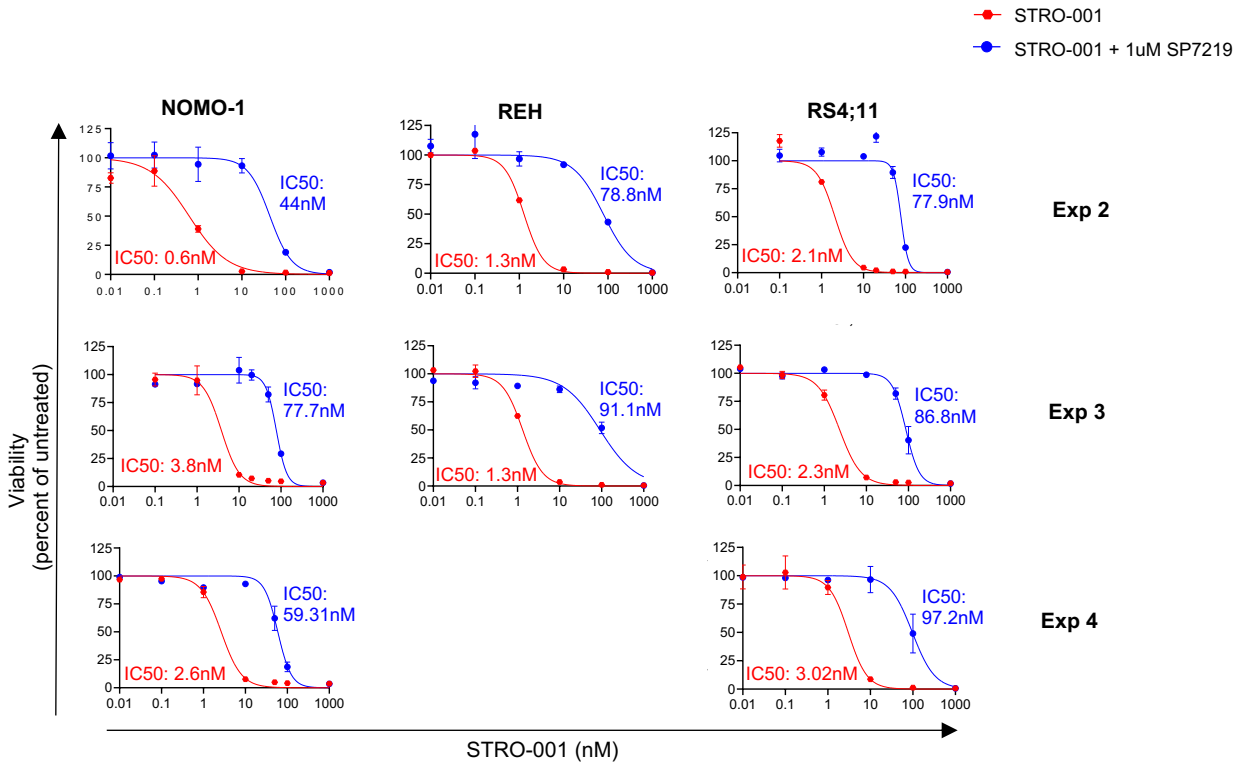 STRO-001
STRO-001 + 1uM SP7219
NOMO-1
REH
RS4;11
125
100
75
50
25
0
0.01 0.1 1 10 100 1000
IC50:
44nM
IC50: 0.6nM
125
100
75
50
25
0
0.01 0.1 1 10 100 1000
IC50:
78.8nM
IC50: 1.3nM
125
100
75
50
25
0
0.01 0.1 1 10 100 1000
IC50:
77.9nM
IC50: 2.1nM
Exp 2
125
100
75
50
25
0
0.01 0.1 1 10 100 1000
IC50:
77.7nM
IC50: 3.8nM
125
100
75
50
25
0
0.01 0.1 1 10 100 1000
IC50:
91.1nM
IC50: 1.3nM
125
100
75
50
25
0
0.01 0.1 1 10 100 1000
IC50:
86.8nM
IC50: 2.3nM
Exp 3
125
100
75
50
25
0
0.01 0.1 1 10 100 1000
IC50:
59.31nM
IC50: 2.6nM
125
100
75
50
25
0
0.01 0.1 1 10 100 1000
IC50:
97.2nM
IC50: 3.02nM
Exp 4
Viability
(percent of untreated)
STRO-001 (nM)